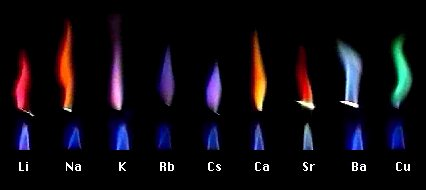 Li Na K Rb Cs Ca Sr Ba Cu